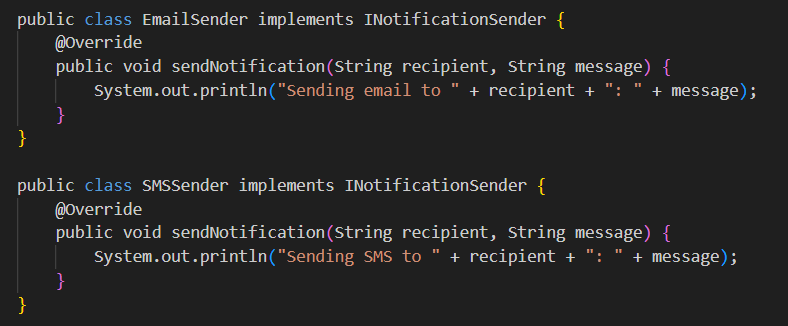 public class EmailSender implements INotificationSender {
    @Override
    public void sendNotification(String recipient, String message) {
        System.out.println("Sending email to " + recipient + ": " + message);
    }
}
public class SMSSender implements INotificationSender {
    @Override
    public void sendNotification(String recipient, String message) {
        System.out.println("Sending SMS to " + recipient + ": " + message);
    }
}